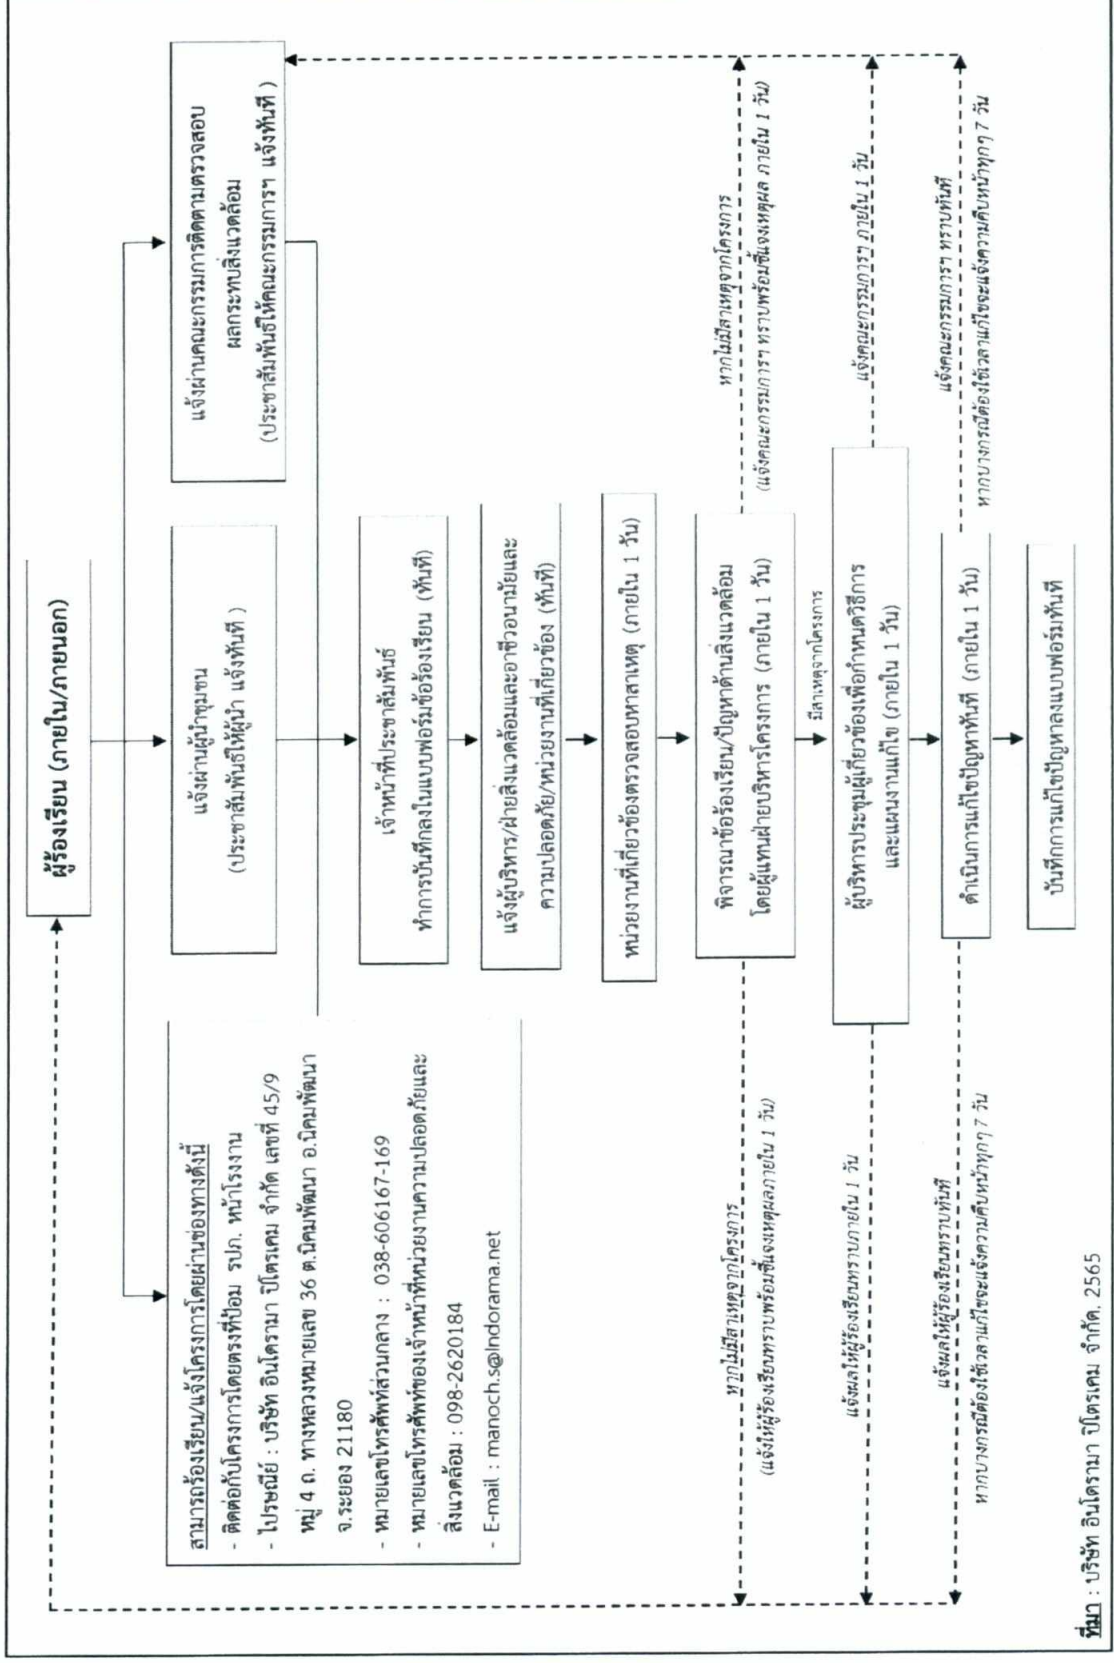 ผู้ร้องเรียน (ภายใน/ภายนอก)
สามารถร้องเรียน/แจ้งโครงการโดยผ่านช่องทางดังนี้
- ติดต่อกับโครงการโดยตรงที่ป้อม รปภ. หน้าโรงงาน
- ไปรษณีย์ : บริษัท อินโดรามา ปิโตรเคม จำกัด เลขที่ 45/9
หมู่ 4 ถ. ทางหลวงหมายเลข 36 ต.นิคมพัฒนา อ.นิคมพัฒนา
จ.ระยอง 21180
- หมายเลขโทรศัพท์ส่วนกลาง : 038-606167-169
- หมายเลขโทรศัพท์ของเจ้าหน้าที่หน่วยงานความปลอดภัยและ
สิ่งแวดล้อม : 098-2620184
- E-mail : manoch.s@Indorama.net
แจ้งผ่านผู้นำชุมชน
(ประชาสัมพันธ์ให้ผู้นำฯ แจ้งทันที )
แจ้งผ่านคณะกรรมการติดตามตรวจสอบ
ผลกระทบสิ่งแวดล้อม
(ประชาสัมพันธ์ให้คณะกรรมการฯ แจ้งทันที )
เจ้าหน้าที่ประชาสัมพันธ์
ทำการบันทึกลงในแบบฟอร์มข้อร้องเรียน (ทันที)
แจ้งผู้บริหาร/ฝ่ายสิ่งแวดล้อมและอาชีวอนามัยและ
ความปลอดภัย/หน่วยงานที่เกี่ยวข้อง (ทันที)
หน่วยงานที่เกี่ยวข้องตรวจสอบหาสาเหตุ (ภายใน 1 วัน)
พิจารณาข้อร้องเรียน/ปัญหาด้านสิ่งแวดล้อม
โดยผู้แทนฝ่ายบริหารโครงการ (ภายใน 1 วัน)
หากไม่มีสาเหตุจากโครงการ
(แจ้งให้ผู้ร้องเรียนทราบพร้อมชี้แจงเหตุผลภายใน 1 วัน)
หากไม่มีสาเหตุจากโครงการ
(แจ้งคณะกรรมการฯ ทราบพร้อมชี้แจงเหตุผล ภายใน 1 วัน)
มีสาเหตุจากโครงการ
ผู้บริหารประชุมผู้เกี่ยวข้องเพื่อกำหนดวิธีการ
และแผนงานแก้ไข (ภายใน 1 วัน)
แจ้งผลให้ผู้ร้องเรียนทราบภายใน 1 วัน
แจ้งคณะกรรมการฯ ภายใน 1 วัน
ดำเนินการแก้ไขปัญหาทันที (ภายใน 1 วัน)
แจ้งผลให้ผู้ร้องเรียนทราบทันที
หากบางกรณีต้องใช้เวลาแก้ไขจะแจ้งความคืบหน้าทุกๆ 7 วัน
แจ้งคณะกรรมการฯ ทราบทันที
หากบางกรณีต้องใช้เวลาแก้ไขจะแจ้งความคืบหน้าทุกๆ 7 วัน
บันทึกการแก้ไขปัญหาลงแบบฟอร์มทันที
ที่มา : บริษัท อินโดรามา ปิโตรเคม จำกัด, 2565